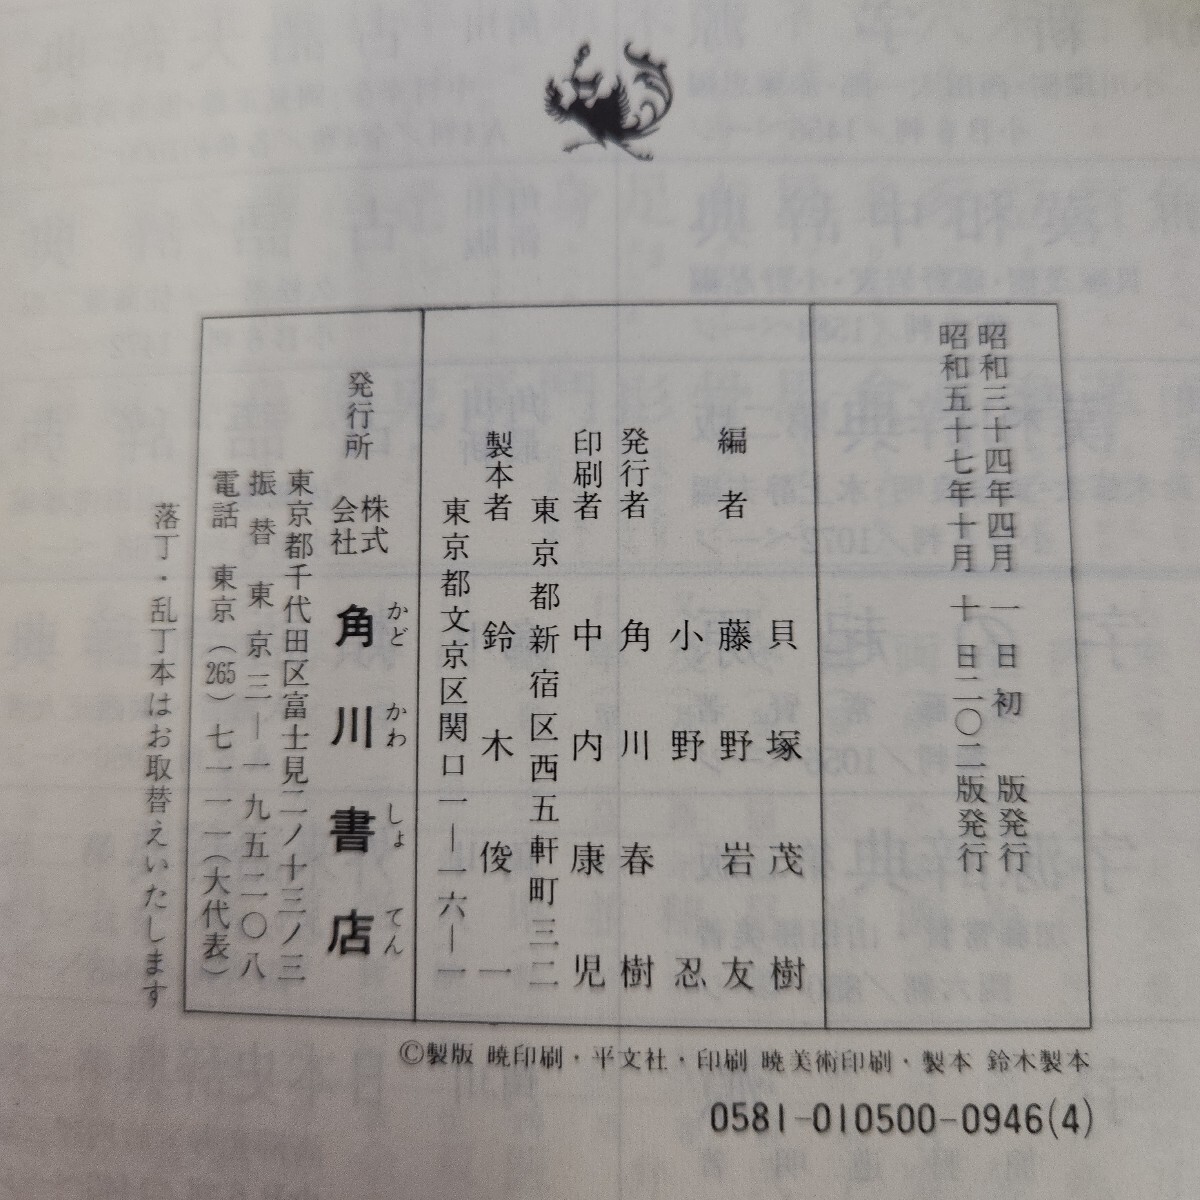 昭和三十四年四月一日初版発行
昭和五十七年十月十日二〇二版発行
編者 貝塚茂樹
藤野岩友
小野忍
発行者 角川春樹
印刷者 中内康児
東京都新宿区西五軒町三二
製本者 鈴木俊一
東京都文京区関口一―一六―一
発行所 株式会社 角川書店
かどかわしょてん
東京都千代田区富士見二ノ十三ノ三
振替 東京三―一九五二〇八
電話 東京(265)七一一一(大代表)
落丁・乱丁本はお取替えいたします
©製版 暁印刷・平文社・印刷 暁美術印刷・製本 鈴木製本
0581-010500-0946(4)